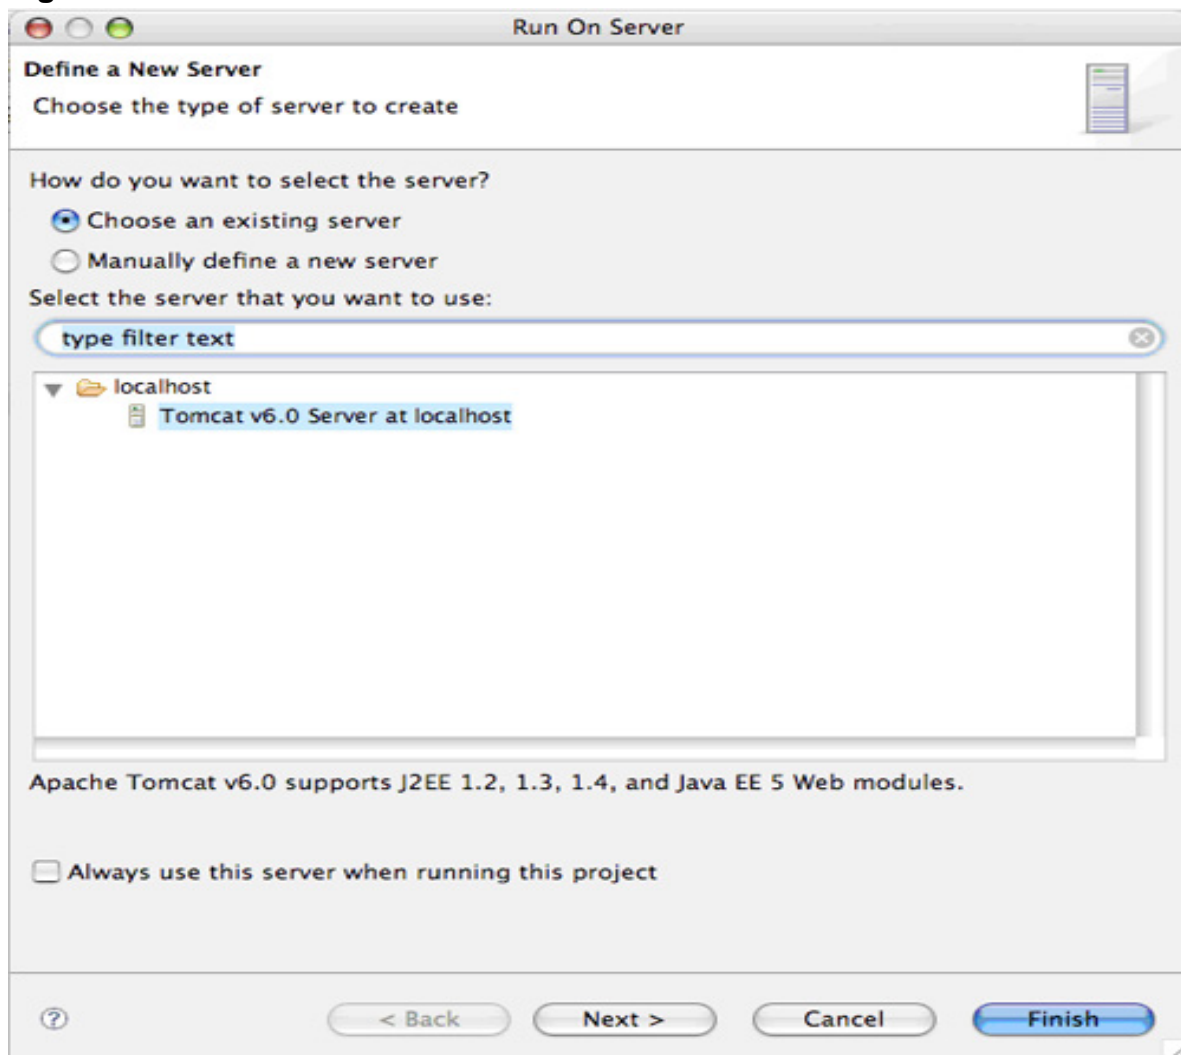 Run On Server
Define a New Server
Choose the type of server to create
How do you want to select the server?
Choose an existing server
Manually define a new server
Select the server that you want to use:
type filter text
localhost
Tomcat v6.0 Server at localhost
Apache Tomcat v6.0 supports J2EE 1.2, 1.3, 1.4, and Java EE 5 Web modules.
Always use this server when running this project
? < Back Next > Cancel Finish